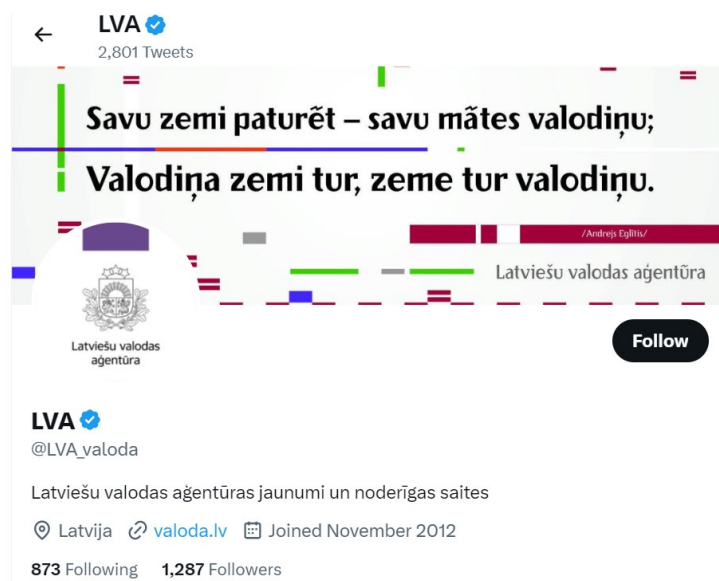 LVA
2,801 Tweets
Savu zemi paturēt – savu mātes valodiņu;
Valodiņa zemi tur, zeme tur valodiņu.
/Andrejs Eglītis/
Latviešu valodas aģentūra
Latviešu valodas
aģentūra
Follow
LVA
@LVA_valoda
Latviešu valodas aģentūras jaunumi un noderīgas saites
Latvija valoda.lv Joined November 2012
873 Following 1,287 Followers